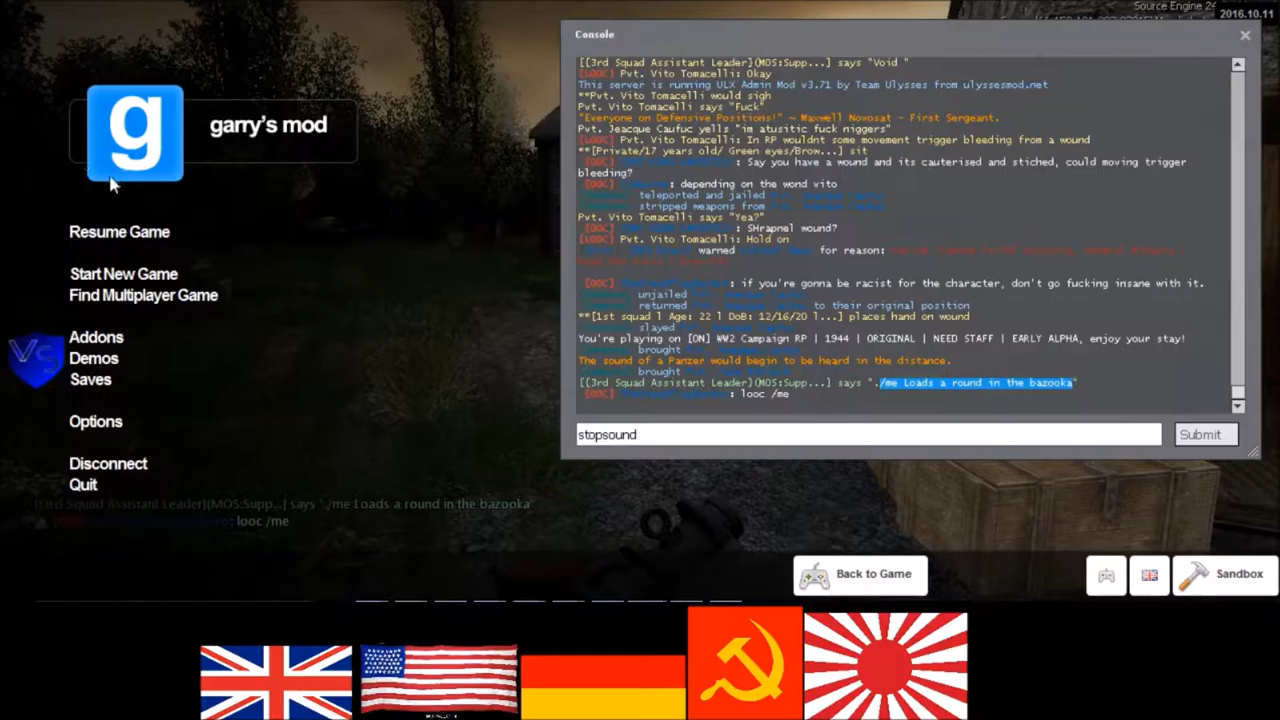 Source Engine 24
2016.10.11
garry's mod
Resume Game
Start New Game
Find Multiplayer Game
Addons
Demos
Saves
Options
Disconnect
Quit
VS
Console
[[3rd Squad Assistant Leader](MOS:Supp...] says "Void "
[LOOC] Pvt. Vito Tomacelli: Okay
This server is running ULX Admin Mod v3.71 by Team Ulysses from ulyssesmod.net
**Pvt. Vito Tomacelli would sigh
Pvt. Vito Tomacelli says "Fuck"
"Everyone on Defensive Positions!" ~ Maxwell Novosat - First Sergeant.
Pvt. Jeacque Caufuc yells "im atusitic fuck niggers"
[LOOC] Pvt. Vito Tomacelli: In RP wouldnt some movement trigger bleeding from a wound
**[Private/17 years old/ Green eyes/Brow...] sit
: Say you have a wound and its cauterised and stiched, could moving trigger
bleeding?
[OOC] : depending on the wond vito
teleported and jailed
stripped weapons from
Pvt. Vito Tomacelli says "Yea?"
[OOC] : SHrapnel wound?
[LOOC] Pvt. Vito Tomacelli: Hold on
warned for reason:
[OOC] : if you're gonna be racist for the character, don't go fucking insane with it.
unjailed
returned to their original position
**[1st squad l Age: 22 l DoB: 12/16/20 l...] places hand on wound
slayed
You're playing on [ON] WW2 Campaign RP | 1944 | ORIGINAL | NEED STAFF | EARLY ALPHA, enjoy your stay!
brought
The sound of a Panzer would begin to be heard in the distance.
brought
[[3rd Squad Assistant Leader](MOS:Supp...] says "./me Loads a round in the bazooka"
[OOC] : looc /me
stopsound
Submit
[[3rd Squad Assistant Leader](MOS:Supp...] says "./me Loads a round in the bazooka"
: looc /me
Back to Game
Sandbox